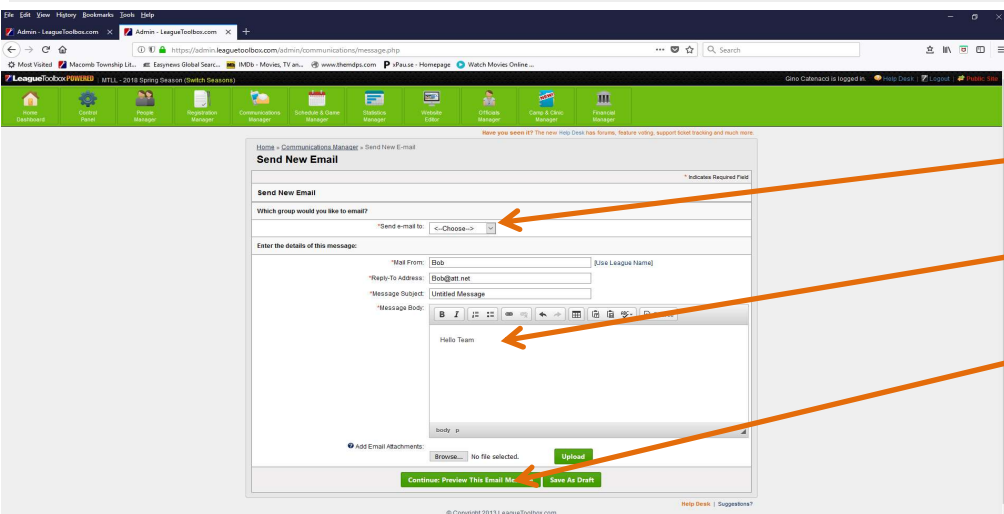 File Edit View History Bookmarks Tools Help
Admin - LeagueToolbox.com × Admin - LeagueToolbox.com × +
https://admin.leaguetoolbox.com/admin/communications/message.php Search
Most Visited Macomb Township Lit... Easynews Global Searc... IMDb - Movies, TV an... www.themdps.com xPau.se - Homepage Watch Movies Online ...
LeagueToolbox POWERED MTLL - 2018 Spring Season (Switch Seasons) Gino Catenacci is logged in. Help Desk | Logout | Public Site
Home Dashboard Control Panel People Manager Registration Manager Communications Manager Schedule & Game Manager Statistics Manager Website Editor Officials Manager Camp & Clinic Manager Financial Manager
Have you seen it? The new Help Desk has forums, feature voting, support ticket tracking and much more
Home » Communications Manager » Send New E-mail
Send New Email
* Indicates Required Field
Send New Email
Which group would you like to email?
*Send e-mail to: <--Choose-->
Enter the details of this message:
*Mail From: Bob [Use League Name]
*Reply-To Address: Bob@att.net
*Message Subject: Untitled Message
*Message Body:
B I
Hello Team
body p
Add Email Attachments:
Browse... No file selected. Upload
Continue: Preview This Email Save As Draft
Help Desk | Suggestions?
© Copyright 2013 LeagueToolbox.com